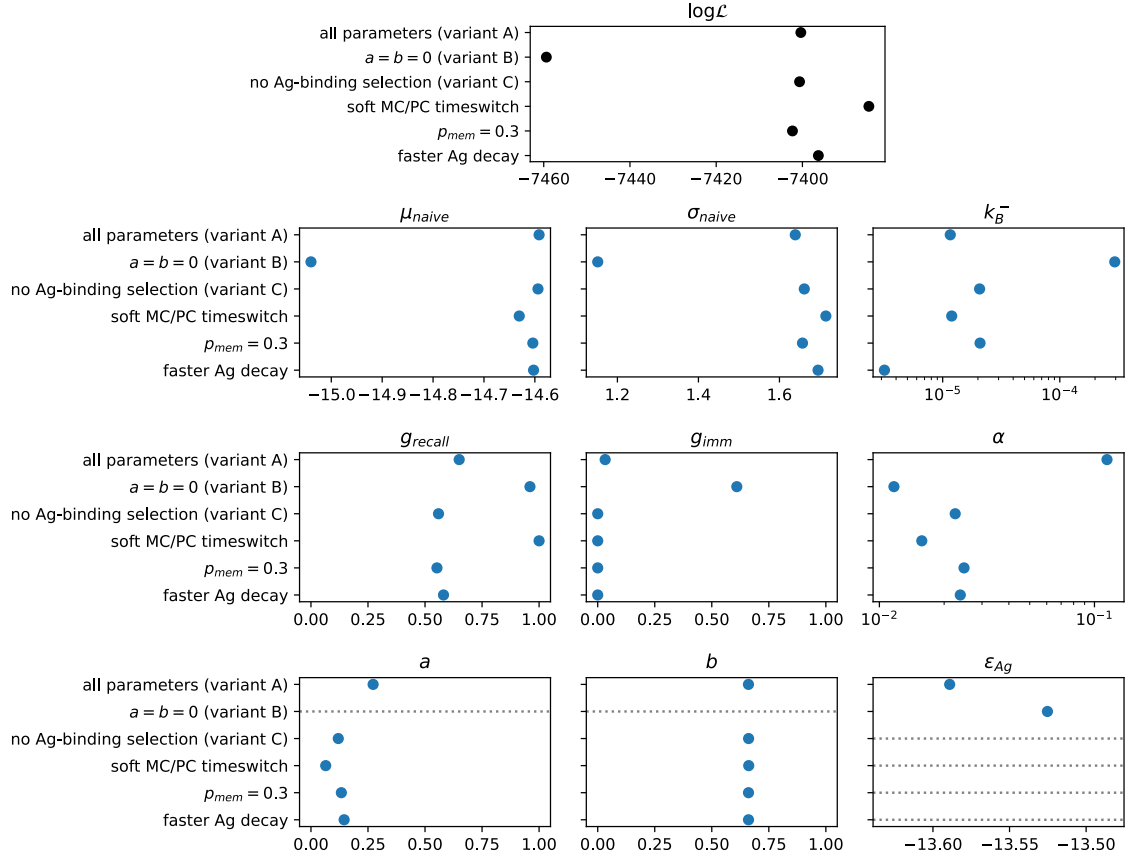 logℒ
all parameters (variant A)
a = b = 0 (variant B)
no Ag-binding selection (variant C)
soft MC/PC timeswitch
p_mem = 0.3
faster Ag decay
−7460 −7440 −7420 −7400
μ_naive σ_naive k_B^−
all parameters (variant A)
a = b = 0 (variant B)
no Ag-binding selection (variant C)
soft MC/PC timeswitch
p_mem = 0.3
faster Ag decay
−15.0 −14.9 −14.8 −14.7 −14.6 1.2 1.4 1.6 10^−5 10^−4
g_recall g_imm α
all parameters (variant A)
a = b = 0 (variant B)
no Ag-binding selection (variant C)
soft MC/PC timeswitch
p_mem = 0.3
faster Ag decay
0.00 0.25 0.50 0.75 1.00 0.00 0.25 0.50 0.75 1.00 10^−2 10^−1
a b ε_Ag
all parameters (variant A)
a = b = 0 (variant B)
no Ag-binding selection (variant C)
soft MC/PC timeswitch
p_mem = 0.3
faster Ag decay
0.00 0.25 0.50 0.75 1.00 0.00 0.25 0.50 0.75 1.00 −13.60 −13.55 −13.50